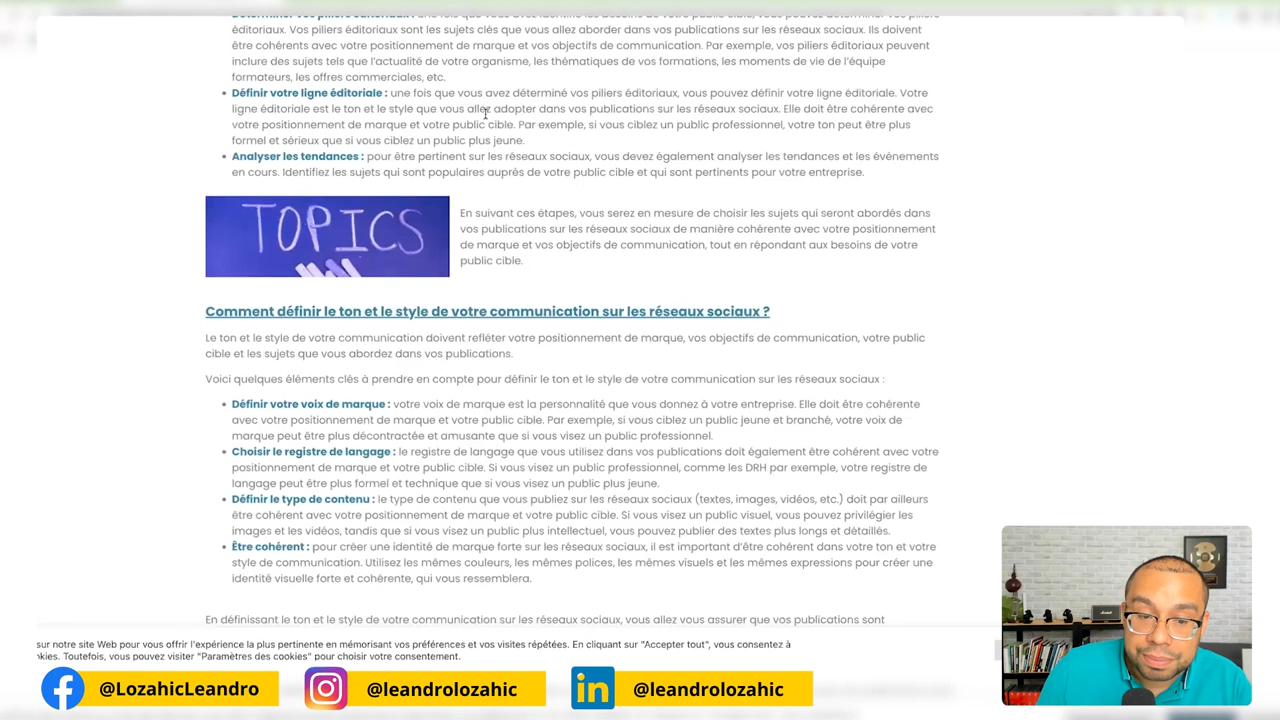 Déterminer vos piliers éditoriaux : une fois que vous avez identifié les besoins de votre public cible, vous pouvez déterminer vos piliers
éditoriaux. Vos piliers éditoriaux sont les sujets clés que vous allez aborder dans vos publications sur les réseaux sociaux. Ils doivent
être cohérents avec votre positionnement de marque et vos objectifs de communication. Par exemple, vos piliers éditoriaux peuvent
inclure des sujets tels que l'actualité de votre organisme, les thématiques de vos formations, les moments de vie de l'équipe
formateurs, les offres commerciales, etc.
• Définir votre ligne éditoriale : une fois que vous avez déterminé vos piliers éditoriaux, vous pouvez définir votre ligne éditoriale. Votre
ligne éditoriale est le ton et le style que vous allez adopter dans vos publications sur les réseaux sociaux. Elle doit être cohérente avec
votre positionnement de marque et votre public cible. Par exemple, si vous ciblez un public professionnel, votre ton peut être plus
formel et sérieux que si vous ciblez un public plus jeune.
• Analyser les tendances : pour être pertinent sur les réseaux sociaux, vous devez également analyser les tendances et les événements
en cours. Identifiez les sujets qui sont populaires auprès de votre public cible et qui sont pertinents pour votre entreprise.
TOPICS
En suivant ces étapes, vous serez en mesure de choisir les sujets qui seront abordés dans
vos publications sur les réseaux sociaux de manière cohérente avec votre positionnement
de marque et vos objectifs de communication, tout en répondant aux besoins de votre
public cible.
Comment définir le ton et le style de votre communication sur les réseaux sociaux ?
Le ton et le style de votre communication doivent refléter votre positionnement de marque, vos objectifs de communication, votre public
cible et les sujets que vous abordez dans vos publications.
Voici quelques éléments clés à prendre en compte pour définir le ton et le style de votre communication sur les réseaux sociaux :
• Définir votre voix de marque : votre voix de marque est la personnalité que vous donnez à votre entreprise. Elle doit être cohérente
avec votre positionnement de marque et votre public cible. Par exemple, si vous ciblez un public jeune et branché, votre voix de
marque peut être plus décontractée et amusante que si vous visez un public professionnel.
• Choisir le registre de langage : le registre de langage que vous utilisez dans vos publications doit également être cohérent avec votre
positionnement de marque et votre public cible. Si vous visez un public professionnel, comme les DRH par exemple, votre registre de
langage peut être plus formel et technique que si vous visez un public plus jeune.
• Définir le type de contenu : le type de contenu que vous publiez sur les réseaux sociaux (textes, images, vidéos, etc.) doit par ailleurs
être cohérent avec votre positionnement de marque et votre public cible. Si vous visez un public visuel, vous pouvez privilégier les
images et les vidéos, tandis que si vous visez un public plus intellectuel, vous pouvez publier des textes plus longs et détaillés.
• Être cohérent : pour créer une identité de marque forte sur les réseaux sociaux, il est important d'être cohérent dans votre ton et votre
style de communication. Utilisez les mêmes couleurs, les mêmes polices, les mêmes visuels et les mêmes expressions pour créer une
identité visuelle forte et cohérente, qui vous ressemblera.
En définissant le ton et le style de votre communication sur les réseaux sociaux, vous allez vous assurer que vos publications sont
sur notre site Web pour vous offrir l'expérience la plus pertinente en mémorisant vos préférences et vos visites répétées. En cliquant sur "Accepter tout", vous consentez à
kies. Toutefois, vous pouvez visiter "Paramètres des cookies" pour choisir votre consentement.
@LozahicLeandro
@leandrolozahic
in @leandrolozahic